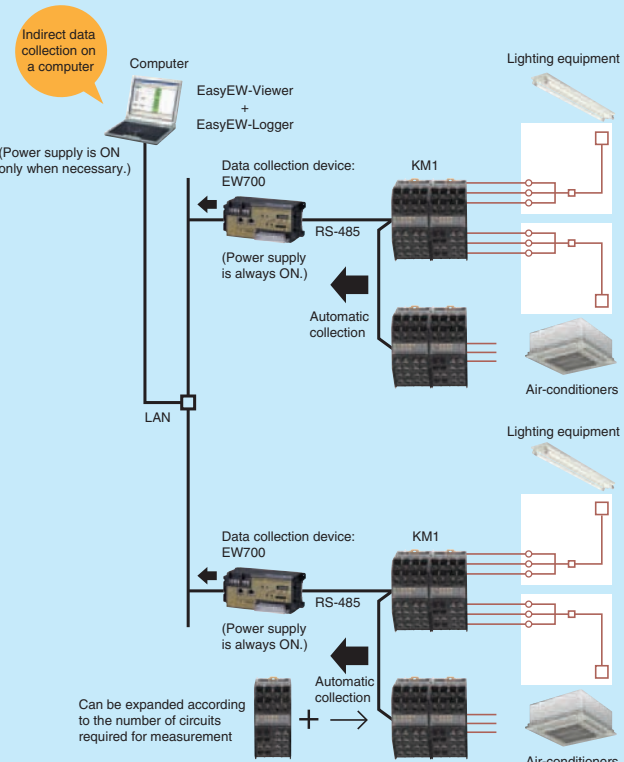 Indirect data
collection on
a computer
Computer
EasyEW-Viewer
+
EasyEW-Logger
(Power supply is ON
only when necessary.)
Data collection device:
EW700
KM1
Lighting equipment
RS-485
(Power supply
is always ON.)
Automatic
collection
Air-conditioners
LAN
Lighting equipment
Data collection device:
EW700
KM1
RS-485
(Power supply
is always ON.)
Automatic
collection
Can be expanded according
to the number of circuits
required for measurement
+
Air-conditioners